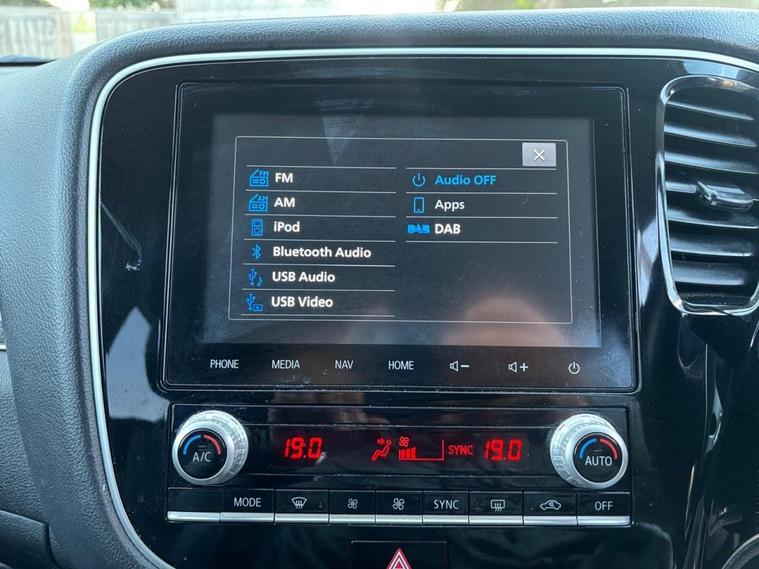 FM
AM
iPod
Bluetooth Audio
USB Audio
USB Video
Audio OFF
Apps
DAB DAB
PHONE MEDIA NAV HOME
A/C 19.0 SYNC 19.0 AUTO
MODE SYNC OFF